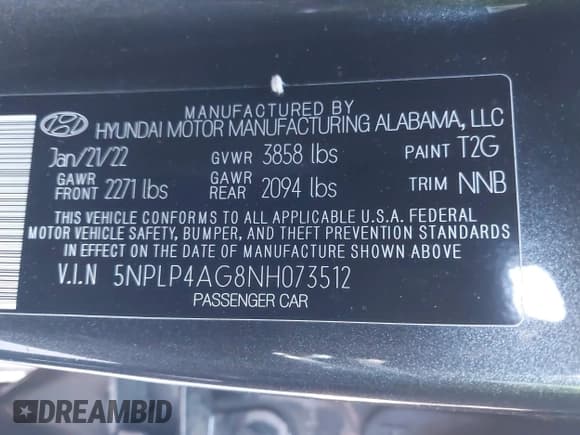 MANUFACTURED BY
HYUNDAI MOTOR MANUFACTURING ALABAMA, LLC
Jan/21/22 GVWR 3858 lbs PAINT T2G
GAWR FRONT 2271 lbs GAWR REAR 2094 lbs TRIM NNB
THIS VEHICLE CONFORMS TO ALL APPLICABLE U.S.A. FEDERAL
MOTOR VEHICLE SAFETY, BUMPER, AND THEFT PREVENTION STANDARDS
IN EFFECT ON THE DATE OF MANUFACTURE SHOWN ABOVE
V.I.N 5NPLP4AG8NH073512
PASSENGER CAR
DREAMBID